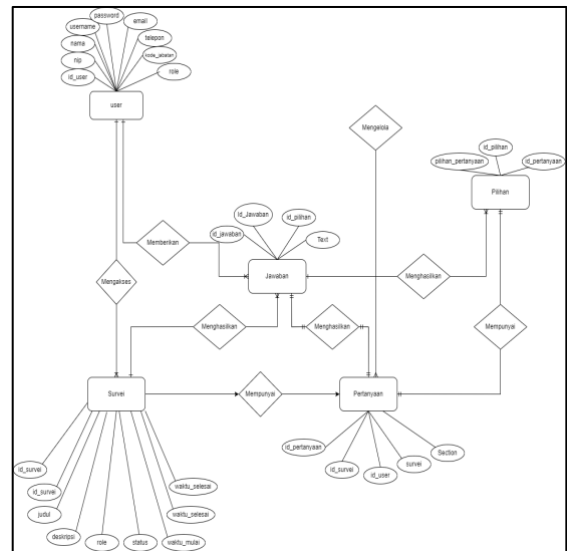 password
email
username
telepon
nama
kode_jabatan
nip
role
id_user
user
Mengelola
id_pilihan
pilihan_pertanyaan
id_pertanyaan
Pilihan
id_Jawaban
id_pilihan
id_jawaban
Text
Memberikan
Jawaban
Menghasilkan
Mengakses
Menghasilkan
Menghasilkan
Mempunyai
Survei
Mempunyai
Pertanyaan
id_pertanyaan
Section
id_survei
survei
id_user
id_survei
id_survei
judul
deskripsi
role
status
waktu_mulai
waktu_selesai
waktu_selesai